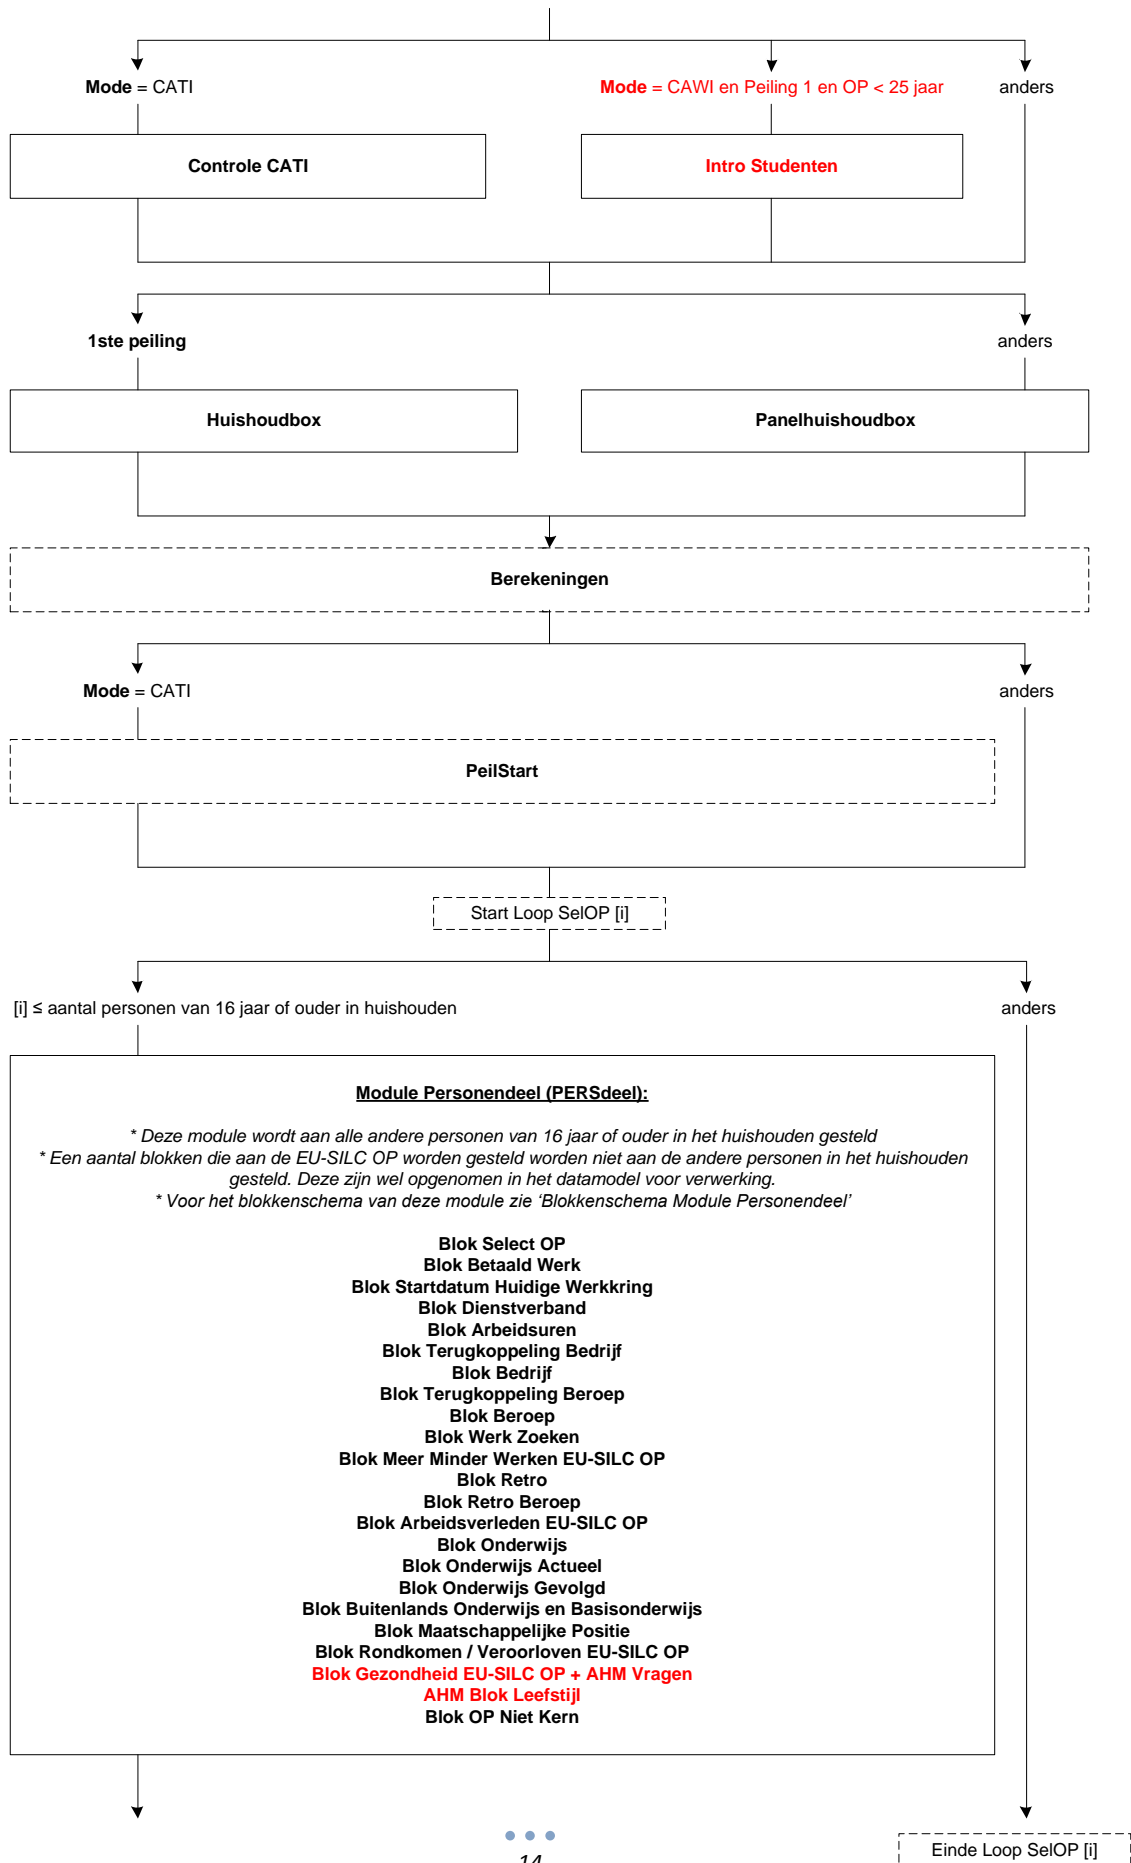 Mode = CATI
Mode = CAWI en Peiling 1 en OP < 25 jaar
anders
Controle CATI
Intro Studenten
1ste peiling
anders
Huishoudbox
Panelhuishoudbox
Berekeningen
Mode = CATI
anders
PeilStart
Start Loop SelOP [i]
[i] ≤ aantal personen van 16 jaar of ouder in huishouden
anders
Module Personendeel (PERSdeel):
* Deze module wordt aan alle andere personen van 16 jaar of ouder in het huishouden gesteld
* Een aantal blokken die aan de EU-SILC OP worden gesteld worden niet aan de andere personen in het huishouden
gesteld. Deze zijn wel opgenomen in het datamodel voor verwerking.
* Voor het blokkenschema van deze module zie ‘Blokkenschema Module Personendeel’
Blok Select OP
Blok Betaald Werk
Blok Startdatum Huidige Werkkring
Blok Dienstverband
Blok Arbeidsuren
Blok Terugkoppeling Bedrijf
Blok Bedrijf
Blok Terugkoppeling Beroep
Blok Beroep
Blok Werk Zoeken
Blok Meer Minder Werken EU-SILC OP
Blok Retro
Blok Retro Beroep
Blok Arbeidsverleden EU-SILC OP
Blok Onderwijs
Blok Onderwijs Actueel
Blok Onderwijs Gevolgd
Blok Buitenlands Onderwijs en Basisonderwijs
Blok Maatschappelijke Positie
Blok Rondkomen / Veroorloven EU-SILC OP
Blok Gezondheid EU-SILC OP + AHM Vragen
AHM Blok Leefstijl
Blok OP Niet Kern
Einde Loop SelOP [i]
14